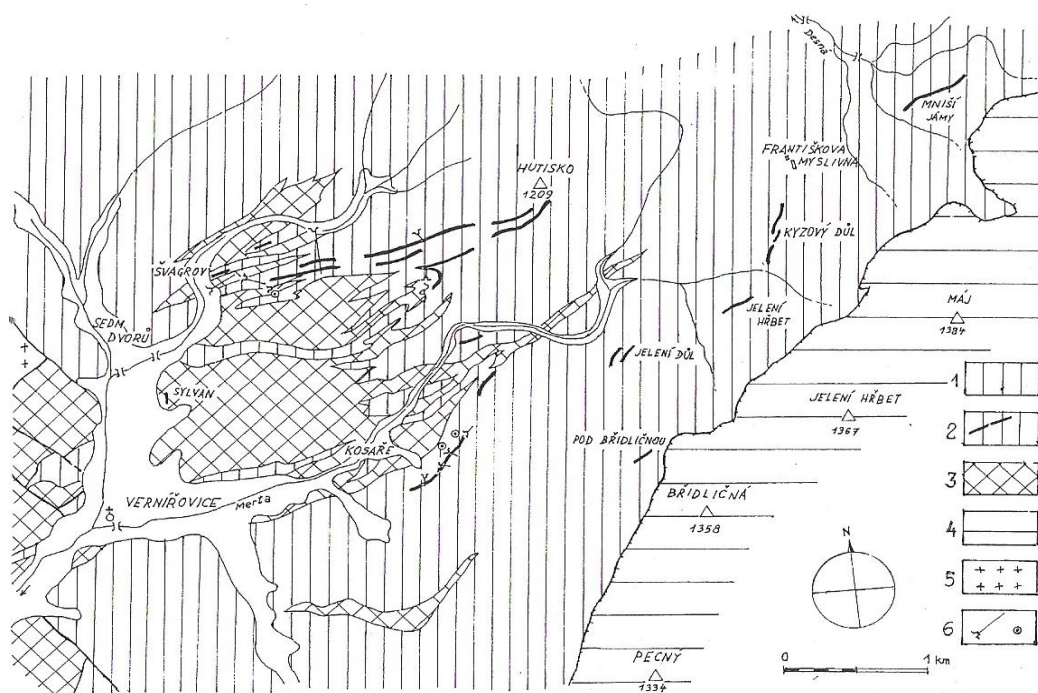 Desná
MNIŠÍ
JÁMY
FRANTIŠKOVA
MYSLIVNA
HUTISKO
1209
KYZOVÝ DŮL
ŠVAGROV
MÁJ
1384
JELENÍ
HŘBET
SEDM
DVORŮ
JELENÍ DŮL
1
SYLVAN
JELENÍ HŘBET
1367
2
POD BŘIDLIČNOU
KOSAŘE
3
VERNÍŘOVICE
Merta
BŘIDLIČNÁ
1358
4
N
5
6
PECNÝ
1334
0
1 km